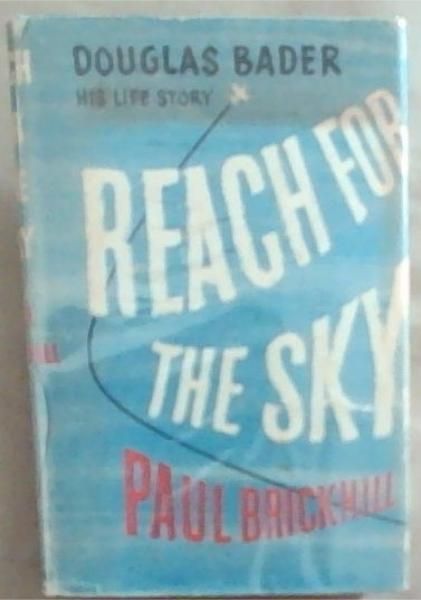 DOUGLAS BADER
HIS LIFE STORY
REACH FOR
THE SKY
PAUL BRICKHILL